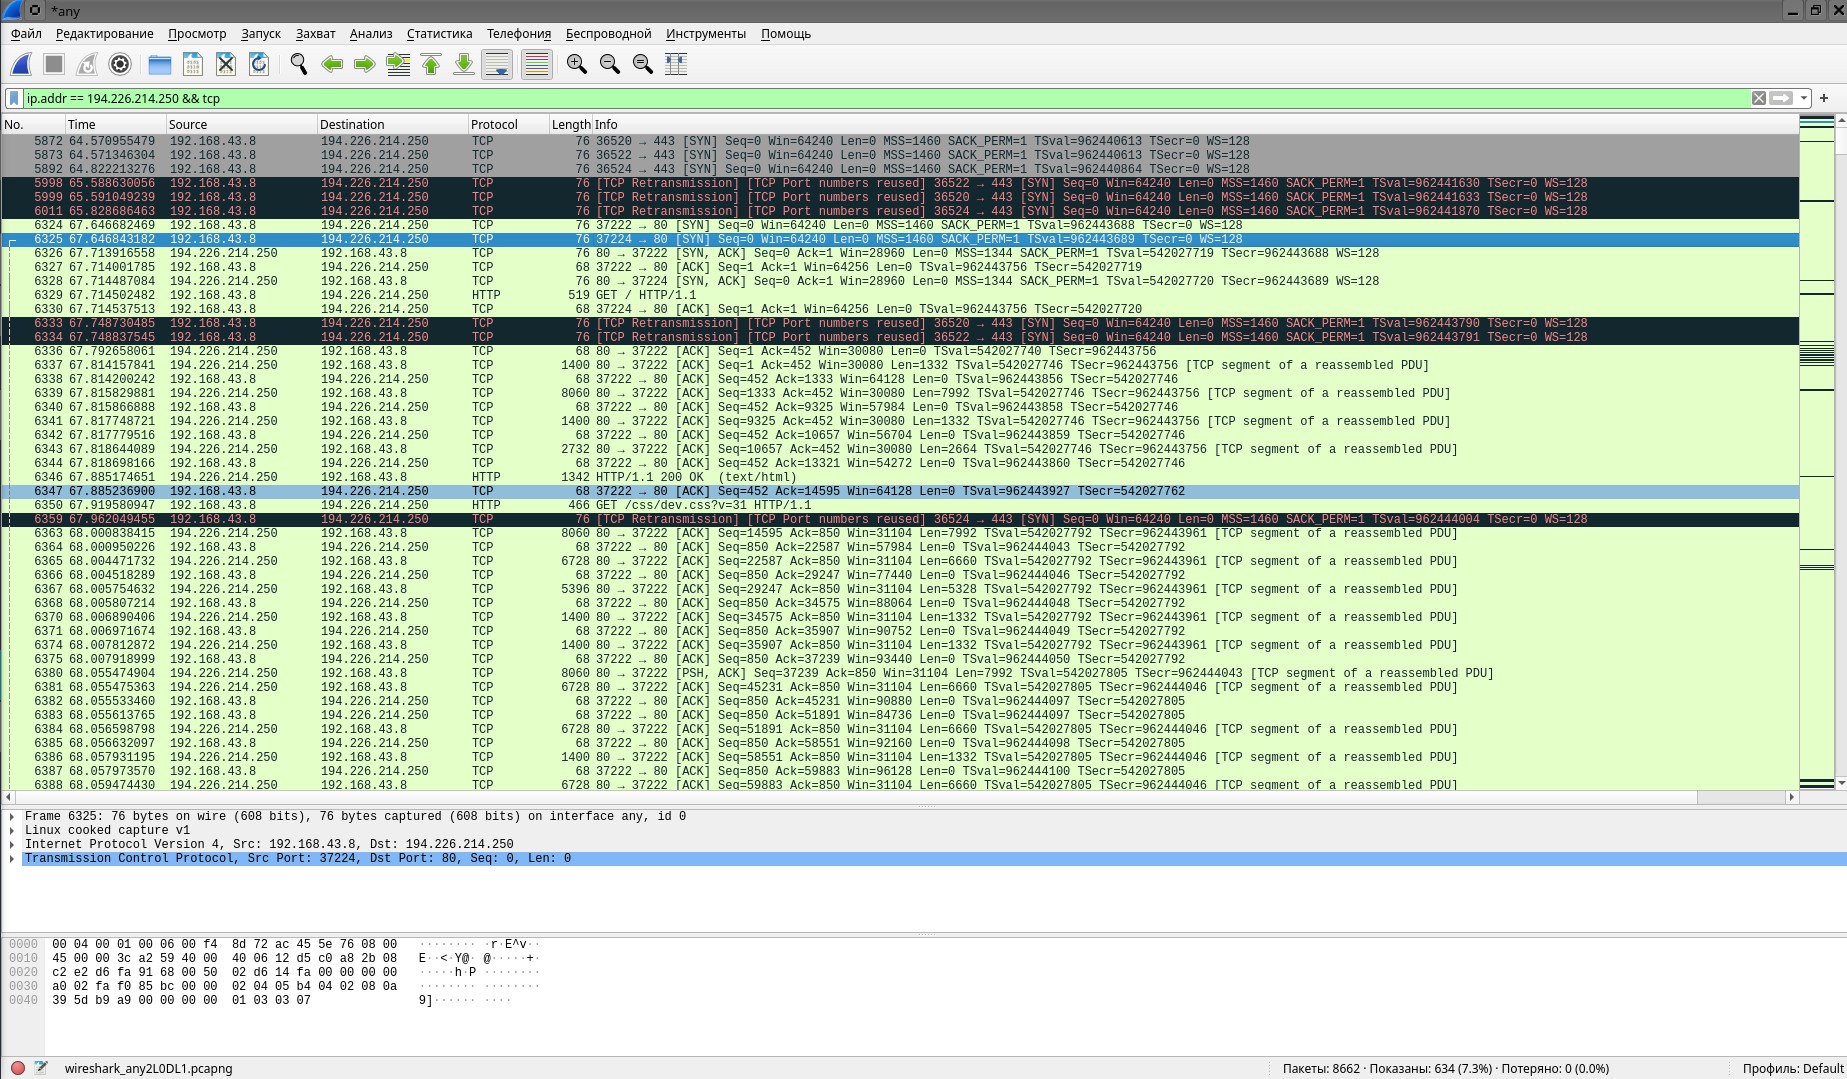 *any
Файл Редактирование Просмотр Запуск Захват Анализ Статистика Телефония Беспроводной Инструменты Помощь
ip.addr == 194.226.214.250 && tcp
No. Time Source Destination Protocol Length Info
5872 64.570955479 192.168.43.8 194.226.214.250 TCP 76 36520 → 443 [SYN] Seq=0 Win=64240 Len=0 MSS=1460 SACK_PERM=1 TSval=962440613 TSecr=0 WS=128
5873 64.571346304 192.168.43.8 194.226.214.250 TCP 76 36522 → 443 [SYN] Seq=0 Win=64240 Len=0 MSS=1460 SACK_PERM=1 TSval=962440613 TSecr=0 WS=128
5892 64.822213276 192.168.43.8 194.226.214.250 TCP 76 36524 → 443 [SYN] Seq=0 Win=64240 Len=0 MSS=1460 SACK_PERM=1 TSval=962440864 TSecr=0 WS=128
5998 65.588630056 192.168.43.8 194.226.214.250 TCP 76 [TCP Retransmission] [TCP Port numbers reused] 36522 → 443 [SYN] Seq=0 Win=64240 Len=0 MSS=1460 SACK_PERM=1 TSval=962441630 TSecr=0 WS=128
5999 65.591049239 192.168.43.8 194.226.214.250 TCP 76 [TCP Retransmission] [TCP Port numbers reused] 36520 → 443 [SYN] Seq=0 Win=64240 Len=0 MSS=1460 SACK_PERM=1 TSval=962441633 TSecr=0 WS=128
6011 65.828686463 192.168.43.8 194.226.214.250 TCP 76 [TCP Retransmission] [TCP Port numbers reused] 36524 → 443 [SYN] Seq=0 Win=64240 Len=0 MSS=1460 SACK_PERM=1 TSval=962441870 TSecr=0 WS=128
6324 67.646682469 192.168.43.8 194.226.214.250 TCP 76 37222 → 80 [SYN] Seq=0 Win=64240 Len=0 MSS=1460 SACK_PERM=1 TSval=962443688 TSecr=0 WS=128
6325 67.646843182 192.168.43.8 194.226.214.250 TCP 76 37224 → 80 [SYN] Seq=0 Win=64240 Len=0 MSS=1460 SACK_PERM=1 TSval=962443689 TSecr=0 WS=128
6326 67.713916558 194.226.214.250 192.168.43.8 TCP 76 80 → 37222 [SYN, ACK] Seq=0 Ack=1 Win=28960 MSS=1344 SACK_PERM=1 TSval=542027719 TSecr=962443688 WS=128
6327 67.714001785 192.168.43.8 194.226.214.250 TCP 68 37222 → 80 [ACK] Seq=1 Ack=1 Win=64256 Len=0 TSval=962443756 TSecr=542027719
6328 67.714487084 194.226.214.250 192.168.43.8 TCP 76 80 → 37224 [SYN, ACK] Seq=0 Ack=1 Win=28960 MSS=1344 SACK_PERM=1 TSval=542027720 TSecr=962443689 WS=128
6329 67.714502482 192.168.43.8 194.226.214.250 HTTP 519 GET / HTTP/1.1
6330 67.714537513 192.168.43.8 194.226.214.250 TCP 68 37224 → 80 [ACK] Seq=1 Ack=1 Win=64256 Len=0 TSval=962443756 TSecr=542027720
6333 67.748730485 192.168.43.8 194.226.214.250 TCP 76 [TCP Retransmission] [TCP Port numbers reused] 36520 → 443 [SYN] Seq=0 Win=64240 Len=0 MSS=1460 SACK_PERM=1 TSval=962443790 TSecr=0 WS=128
6334 67.748837545 192.168.43.8 194.226.214.250 TCP 76 [TCP Retransmission] [TCP Port numbers reused] 36522 → 443 [SYN] Seq=0 Win=64240 Len=0 MSS=1460 SACK_PERM=1 TSval=962443791 TSecr=0 WS=128
6336 67.792658061 194.226.214.250 192.168.43.8 TCP 68 80 → 37222 [ACK] Seq=1 Ack=452 Win=30080 Len=0 TSval=542027740 TSecr=962443756
6337 67.814157841 194.226.214.250 192.168.43.8 TCP 1400 80 → 37222 [ACK] Seq=1 Ack=452 Win=30080 Len=1332 TSval=542027746 TSecr=962443756 [TCP segment of a reassembled PDU]
6338 67.814200242 192.168.43.8 194.226.214.250 TCP 68 37222 → 80 [ACK] Seq=452 Ack=1333 Win=64128 Len=0 TSval=962443856 TSecr=542027746
6339 67.815829881 194.226.214.250 192.168.43.8 TCP 8060 80 → 37222 [ACK] Seq=1333 Ack=452 Win=30080 Len=7992 TSval=542027746 TSecr=962443756 [TCP segment of a reassembled PDU]
6340 67.815866888 192.168.43.8 194.226.214.250 TCP 68 37222 → 80 [ACK] Seq=452 Ack=9325 Win=57984 Len=0 TSval=962443858 TSecr=542027746
6341 67.817748721 194.226.214.250 192.168.43.8 TCP 1400 80 → 37222 [ACK] Seq=9325 Ack=452 Win=30080 Len=1332 TSval=542027746 TSecr=962443756 [TCP segment of a reassembled PDU]
6342 67.817779516 192.168.43.8 194.226.214.250 TCP 68 37222 → 80 [ACK] Seq=452 Ack=10657 Win=56704 Len=0 TSval=962443859 TSecr=542027746
6343 67.818644089 194.226.214.250 192.168.43.8 TCP 2732 80 → 37222 [ACK] Seq=10657 Ack=452 Win=30080 Len=2664 TSval=542027746 TSecr=962443756 [TCP segment of a reassembled PDU]
6344 67.818698166 192.168.43.8 194.226.214.250 TCP 68 37222 → 80 [ACK] Seq=452 Ack=13321 Win=54272 Len=0 TSval=962443860 TSecr=542027746
6346 67.885174651 194.226.214.250 192.168.43.8 HTTP 1342 HTTP/1.1 200 OK (text/html)
6347 67.885236900 192.168.43.8 194.226.214.250 TCP 68 37222 → 80 [ACK] Seq=452 Ack=14595 Win=64128 Len=0 TSval=962443927 TSecr=542027762
6350 67.919580947 192.168.43.8 194.226.214.250 HTTP 466 GET /css/dev.css?v=31 HTTP/1.1
6359 67.962049455 192.168.43.8 194.226.214.250 TCP 76 [TCP Retransmission] [TCP Port numbers reused] 36524 → 443 [SYN] Seq=0 Win=64240 Len=0 MSS=1460 SACK_PERM=1 TSval=962444004 TSecr=0 WS=128
6363 68.000838415 194.226.214.250 192.168.43.8 TCP 8060 80 → 37222 [ACK] Seq=14595 Ack=850 Win=31104 Len=7992 TSval=542027792 TSecr=962443961 [TCP segment of a reassembled PDU]
6364 68.000950226 192.168.43.8 194.226.214.250 TCP 68 37222 → 80 [ACK] Seq=850 Ack=22587 Win=57984 Len=0 TSval=962444043 TSecr=542027792
6365 68.004471732 194.226.214.250 192.168.43.8 TCP 6728 80 → 37222 [ACK] Seq=22587 Ack=850 Win=31104 Len=6660 TSval=542027792 TSecr=962443961 [TCP segment of a reassembled PDU]
6366 68.004518289 192.168.43.8 194.226.214.250 TCP 68 37222 → 80 [ACK] Seq=850 Ack=29247 Win=77440 Len=0 TSval=962444046 TSecr=542027792
6367 68.005754632 194.226.214.250 192.168.43.8 TCP 5396 80 → 37222 [ACK] Seq=29247 Ack=850 Win=31104 Len=5328 TSval=542027792 TSecr=962443961 [TCP segment of a reassembled PDU]
6368 68.005807214 192.168.43.8 194.226.214.250 TCP 68 37222 → 80 [ACK] Seq=850 Ack=34575 Win=88064 Len=0 TSval=962444048 TSecr=542027792
6370 68.006890406 194.226.214.250 192.168.43.8 TCP 1400 80 → 37222 [ACK] Seq=34575 Ack=850 Win=31104 Len=1332 TSval=542027792 TSecr=962443961 [TCP segment of a reassembled PDU]
6371 68.006971674 192.168.43.8 194.226.214.250 TCP 68 37222 → 80 [ACK] Seq=850 Ack=35907 Win=90752 Len=0 TSval=962444049 TSecr=542027792
6374 68.007812872 194.226.214.250 192.168.43.8 TCP 1400 80 → 37222 [ACK] Seq=35907 Ack=850 Win=31104 Len=1332 TSval=542027792 TSecr=962443961 [TCP segment of a reassembled PDU]
6375 68.007918999 192.168.43.8 194.226.214.250 TCP 68 37222 → 80 [ACK] Seq=850 Ack=37239 Win=93440 Len=0 TSval=962444050 TSecr=542027792
6380 68.055474904 194.226.214.250 192.168.43.8 TCP 8060 80 → 37222 [PSH, ACK] Seq=37239 Ack=850 Win=31104 Len=7992 TSval=542027805 TSecr=962444043 [TCP segment of a reassembled PDU]
6381 68.055475363 194.226.214.250 192.168.43.8 TCP 6728 80 → 37222 [ACK] Seq=45231 Ack=850 Win=31104 Len=6660 TSval=542027805 TSecr=962444046 [TCP segment of a reassembled PDU]
6382 68.055533460 192.168.43.8 194.226.214.250 TCP 68 37222 → 80 [ACK] Seq=850 Ack=45231 Win=90880 Len=0 TSval=962444097 TSecr=542027805
6383 68.055613765 192.168.43.8 194.226.214.250 TCP 68 37222 → 80 [ACK] Seq=850 Ack=51891 Win=84736 Len=0 TSval=962444097 TSecr=542027805
6384 68.056598798 194.226.214.250 192.168.43.8 TCP 6728 80 → 37222 [ACK] Seq=51891 Ack=850 Win=31104 Len=6660 TSval=542027805 TSecr=962444046 [TCP segment of a reassembled PDU]
6385 68.056632097 192.168.43.8 194.226.214.250 TCP 68 37222 → 80 [ACK] Seq=850 Ack=58551 Win=92160 Len=0 TSval=962444098 TSecr=542027805
6386 68.057931195 194.226.214.250 192.168.43.8 TCP 1400 80 → 37222 [ACK] Seq=58551 Ack=850 Win=31104 Len=1332 TSval=542027805 TSecr=962444046 [TCP segment of a reassembled PDU]
6387 68.057973570 192.168.43.8 194.226.214.250 TCP 68 37222 → 80 [ACK] Seq=850 Ack=59883 Win=96128 Len=0 TSval=962444100 TSecr=542027805
6388 68.059474430 194.226.214.250 192.168.43.8 TCP 6728 80 → 37222 [ACK] Seq=59883 Ack=850 Win=31104 Len=6660 TSval=542027805 TSecr=962444046 [TCP segment of a reassembled PDU]
Frame 6325: 76 bytes on wire (608 bits), 76 bytes captured (608 bits) on interface any, id 0
Linux cooked capture v1
Internet Protocol Version 4, Src: 192.168.43.8, Dst: 194.226.214.250
Transmission Control Protocol, Src Port: 37224, Dst Port: 80, Seq: 0, Len: 0
0000 00 04 00 01 00 06 00 f4 8d 72 ac 45 5e 76 08 00 ········ ·r·E^v··
0010 45 00 00 3c a2 59 40 00 40 06 12 d5 c0 a8 2b 08 E··<·Y@· @·····+·
0020 c2 e2 d6 fa 91 68 00 50 02 d6 14 fa 00 00 00 00 ·····h·P ········
0030 a0 02 fa f0 85 bc 00 00 02 04 05 b4 04 02 08 0a ········ ········
0040 39 5d b9 a9 00 00 00 00 01 03 03 07 9]······ ····
wireshark_any2L0DL1.pcapng Пакеты: 8662 · Показаны: 634 (7.3%) · Потеряно: 0 (0.0%) Профиль: Default